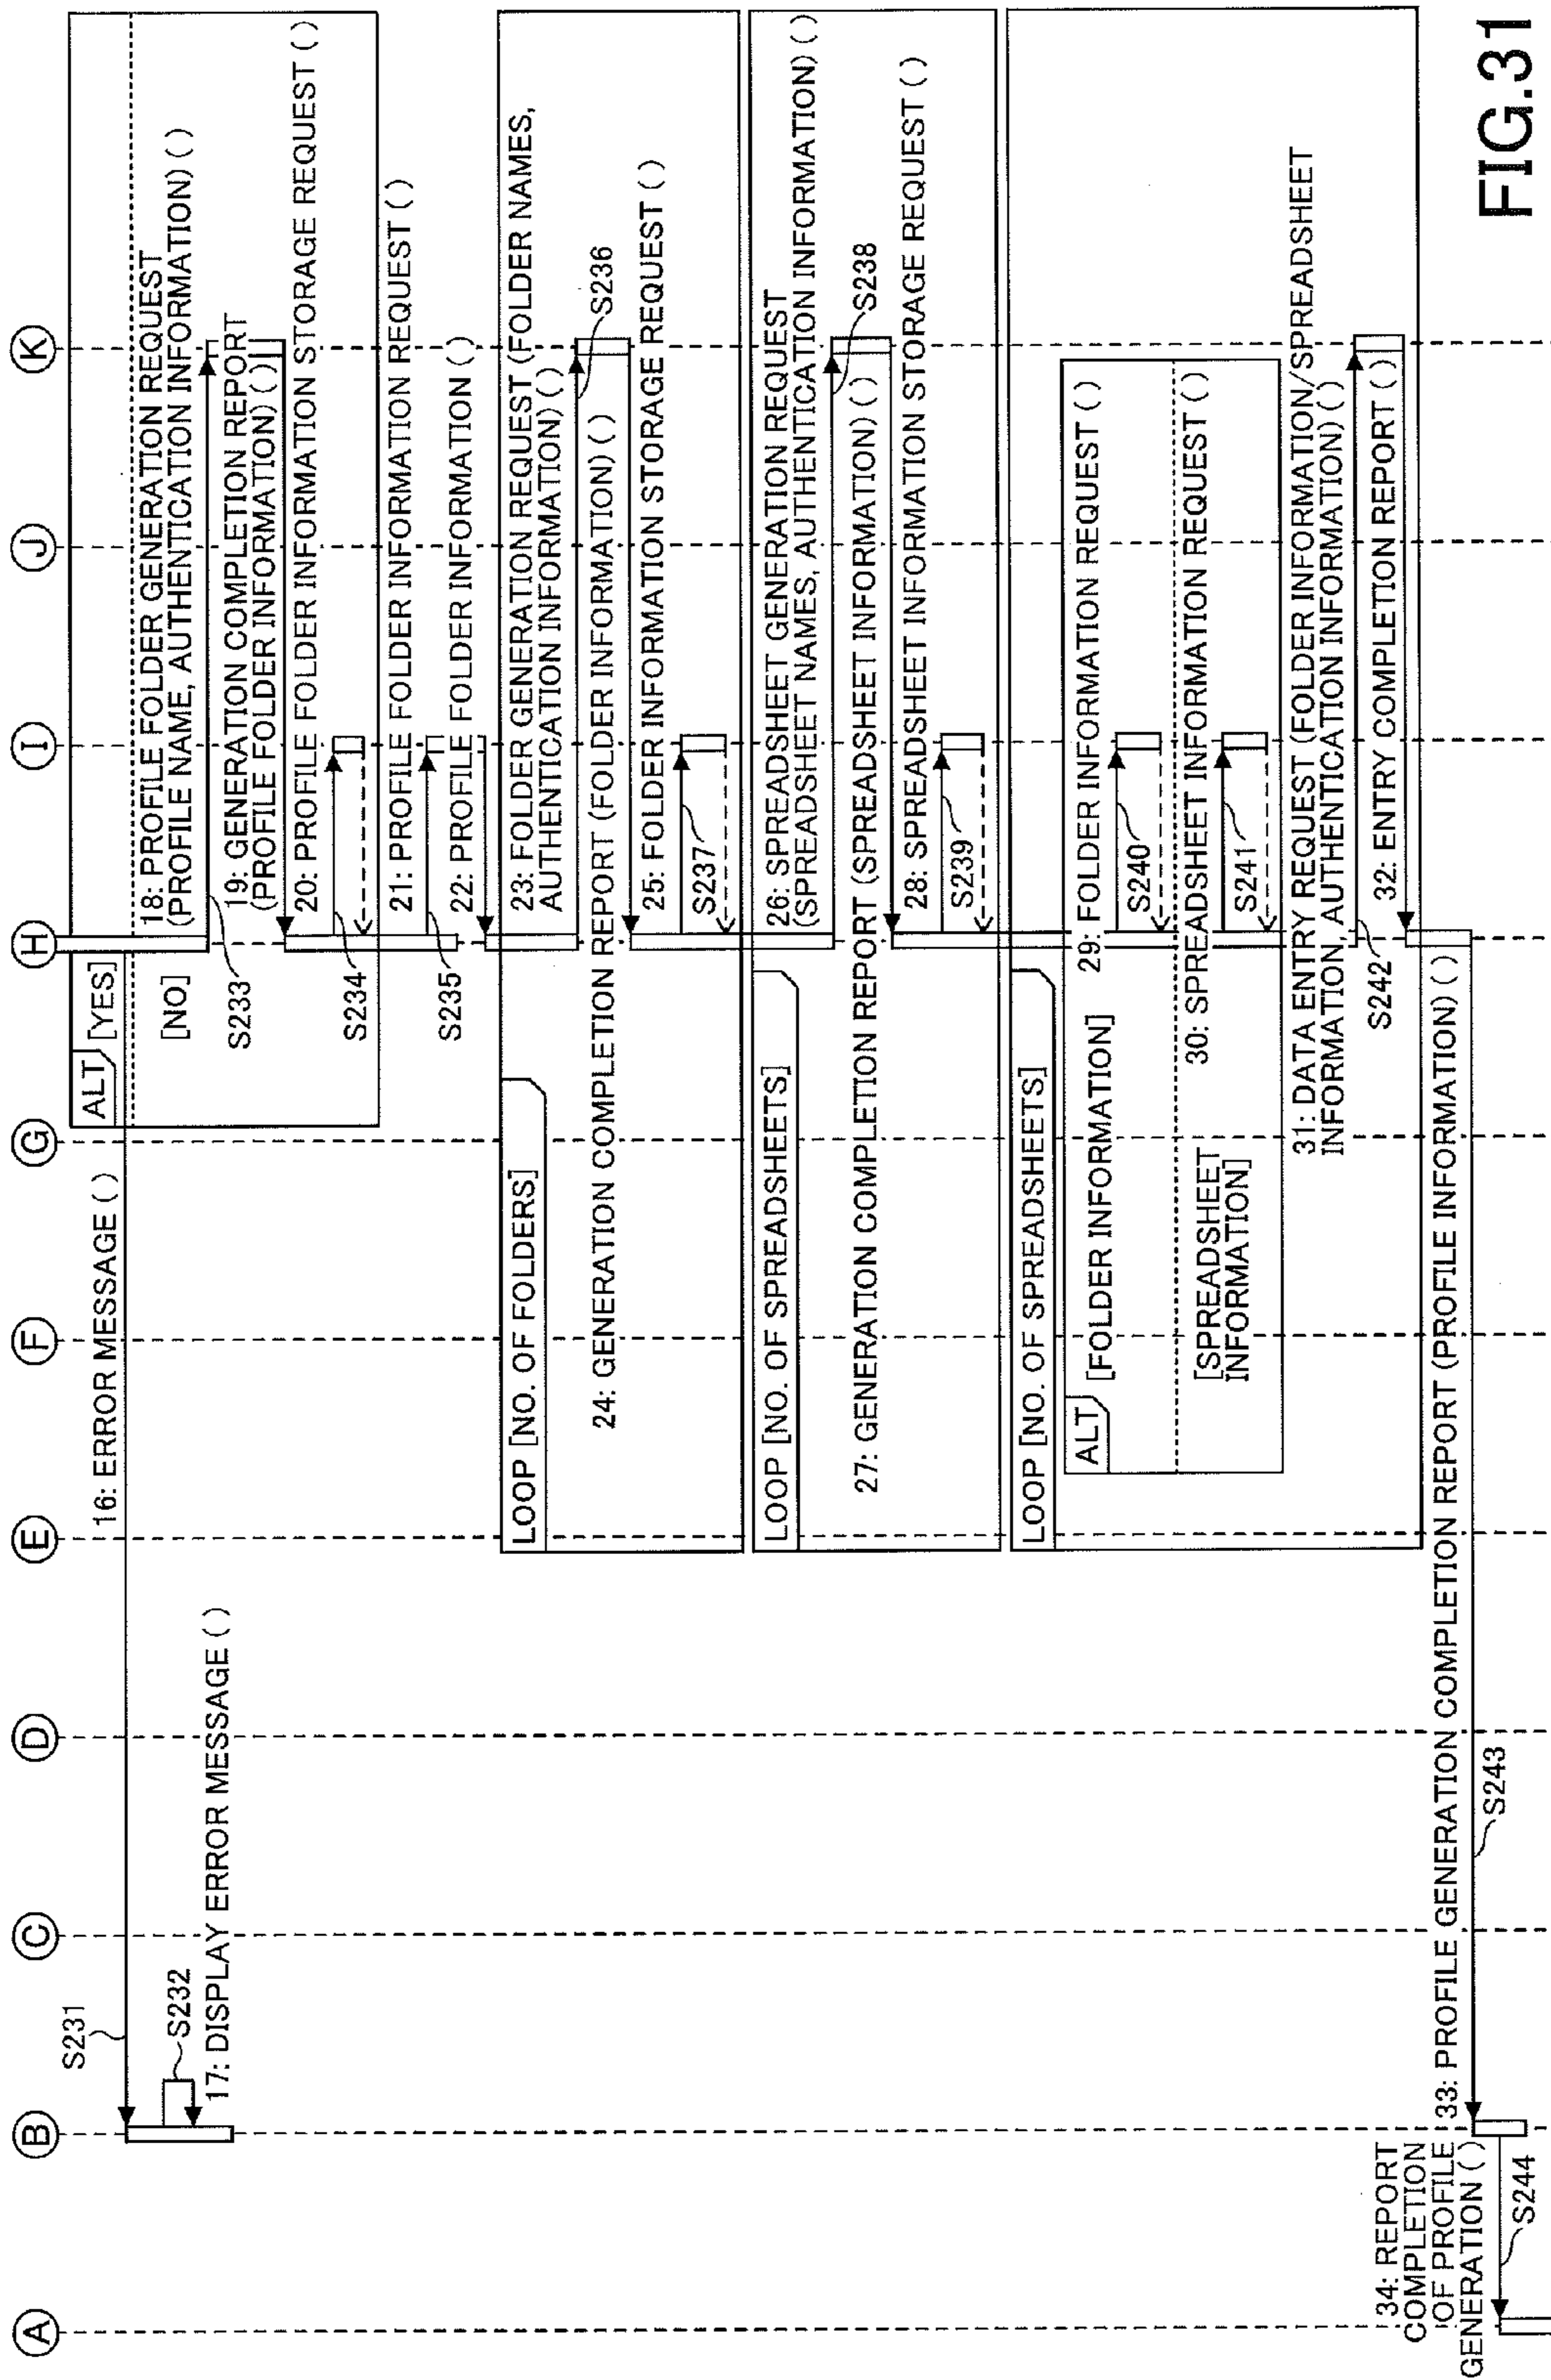 A
B
C
D
E
F
G
H
I
J
K
S231
16: ERROR MESSAGE ( )
ALT
[YES]
S232
17: DISPLAY ERROR MESSAGE ( )
[NO]
18: PROFILE FOLDER GENERATION REQUEST
(PROFILE NAME, AUTHENTICATION INFORMATION) ( )
S233
19: GENERATION COMPLETION REPORT
(PROFILE FOLDER INFORMATION) ( )
20: PROFILE FOLDER INFORMATION STORAGE REQUEST ( )
S234
21: PROFILE FOLDER INFORMATION REQUEST ( )
S235
22: PROFILE FOLDER INFORMATION ( )
LOOP [NO. OF FOLDERS]
23: FOLDER GENERATION REQUEST (FOLDER NAMES,
AUTHENTICATION INFORMATION) ( )
S236
24: GENERATION COMPLETION REPORT (FOLDER INFORMATION) ( )
25: FOLDER INFORMATION STORAGE REQUEST ( )
S237
LOOP [NO. OF SPREADSHEETS]
26: SPREADSHEET GENERATION REQUEST
(SPREADSHEET NAMES, AUTHENTICATION INFORMATION) ( )
S238
27: GENERATION COMPLETION REPORT (SPREADSHEET INFORMATION) ( )
28: SPREADSHEET INFORMATION STORAGE REQUEST ( )
S239
LOOP [NO. OF SPREADSHEETS]
ALT
[FOLDER INFORMATION]
29: FOLDER INFORMATION REQUEST ( )
S240
[SPREADSHEET
INFORMATION]
30: SPREADSHEET INFORMATION REQUEST ( )
S241
31: DATA ENTRY REQUEST (FOLDER INFORMATION/SPREADSHEET
INFORMATION, AUTHENTICATION INFORMATION) ( )
S242
32: ENTRY COMPLETION REPORT ( )
33: PROFILE GENERATION COMPLETION REPORT (PROFILE INFORMATION) ( )
S243
34: REPORT
COMPLETION
OF PROFILE
GENERATION ( )
S244
FIG.31